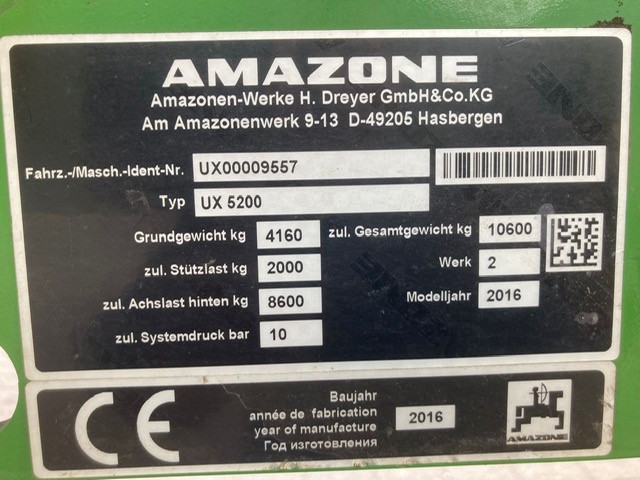 AMAZONE
Amazonen-Werke H. Dreyer GmbH&Co.KG
Am Amazonenwerk 9-13 D-49205 Hasbergen
Fahrz.-/Masch.-Ident-Nr. UX00009557
Typ UX 5200
Grundgewicht kg 4160 zul. Gesamtgewicht kg 10600
zul. Stützlast kg 2000 Werk 2
zul. Achslast hinten kg 8600 Modelljahr 2016
zul. Systemdruck bar 10
CE
Baujahr
année de fabrication
year of manufacture
Год изготовления
2016
AMAZONE